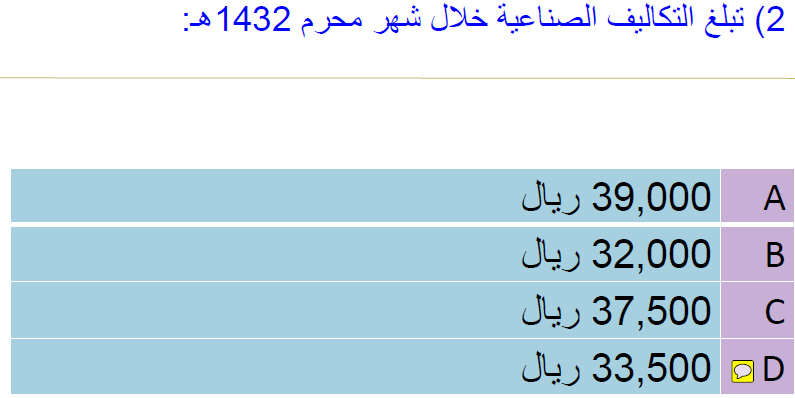 2) تبلغ التكاليف الصناعية خلال شهر محرم 1432هـ:
A 39,000 ريال
B 32,000 ريال
C 37,500 ريال
D 33,500 ريال